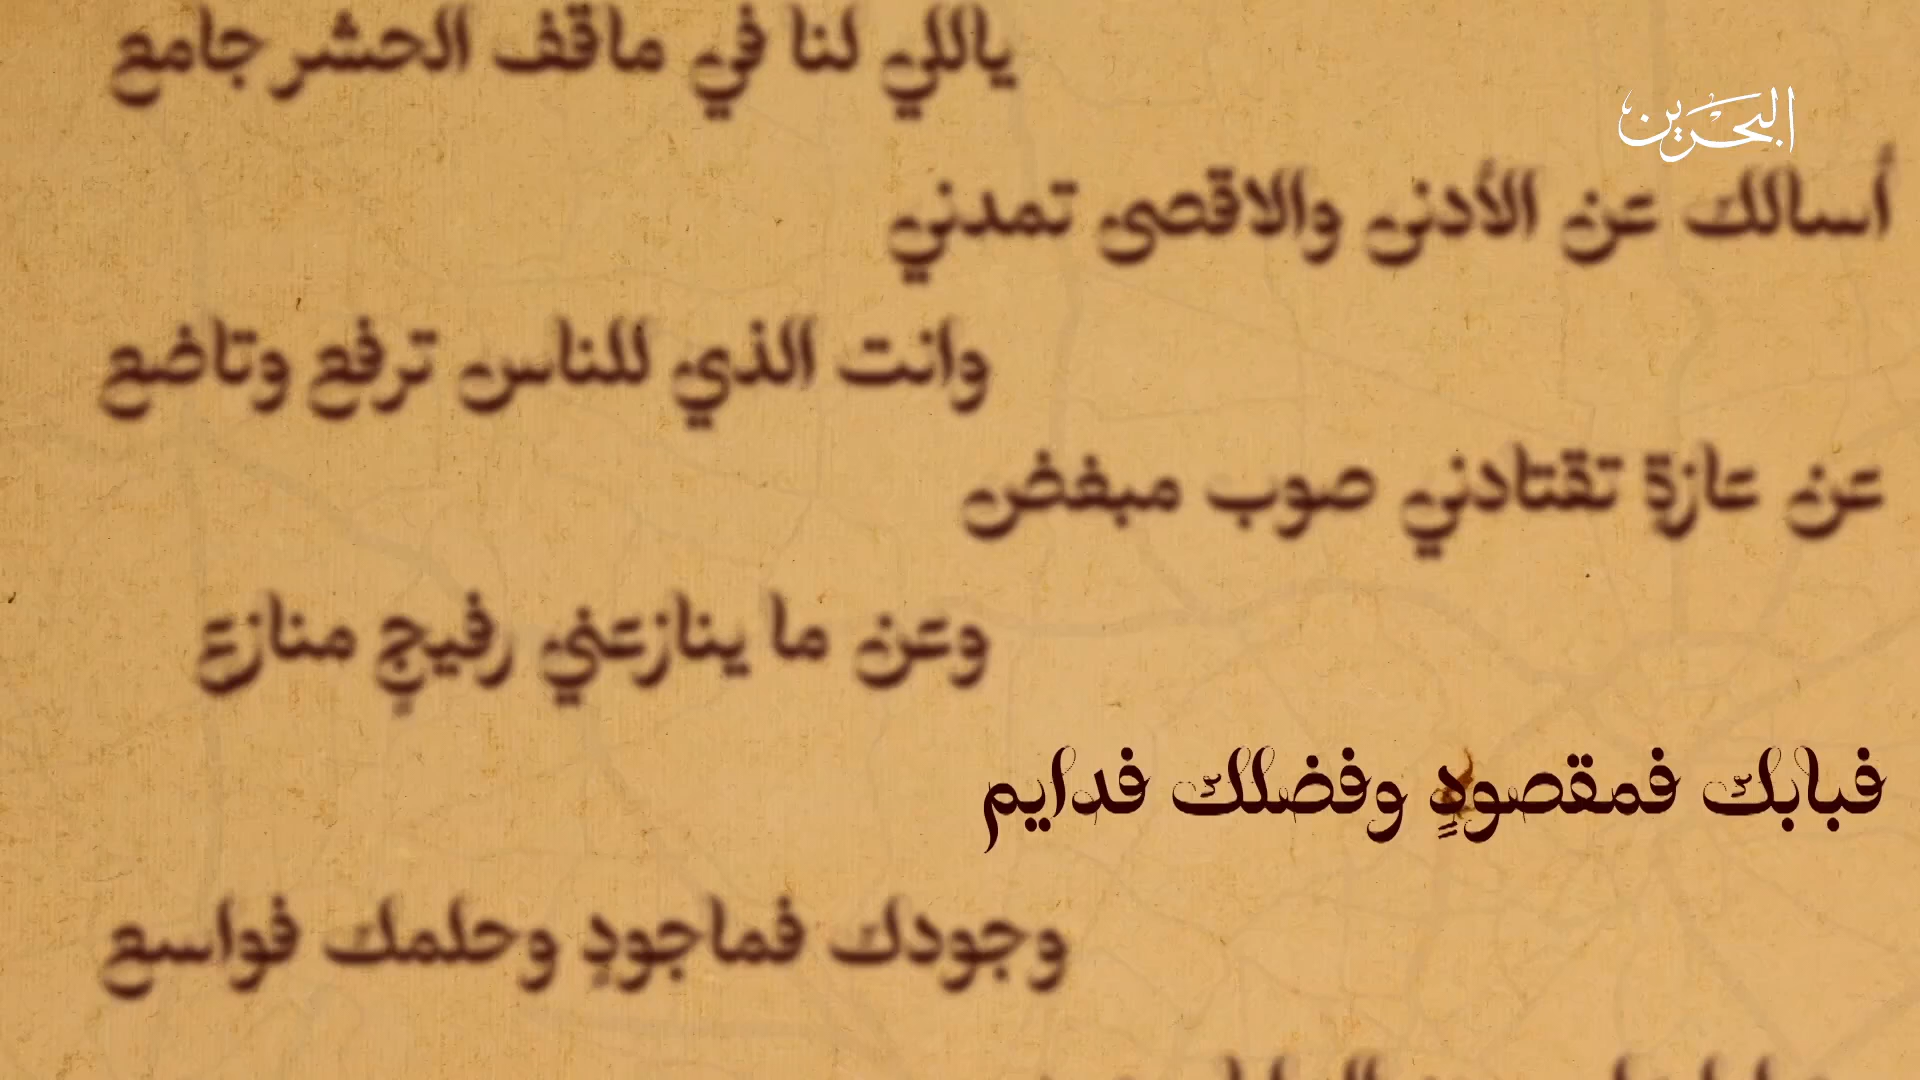 ياللي لنا في ماقف الحشر جامع
البحرين
أسالك عن الأدنى والاقصى تمدني
وانت الذي للناس ترفع وتاضع
عن عازةٍ تقتادني صوب مبغض
وعن ما ينازعني رفيجٍ منازع
فبابك فمقصودٍ وفضلك فدايم
وجودك فماجودٍ وحلمك فواسع